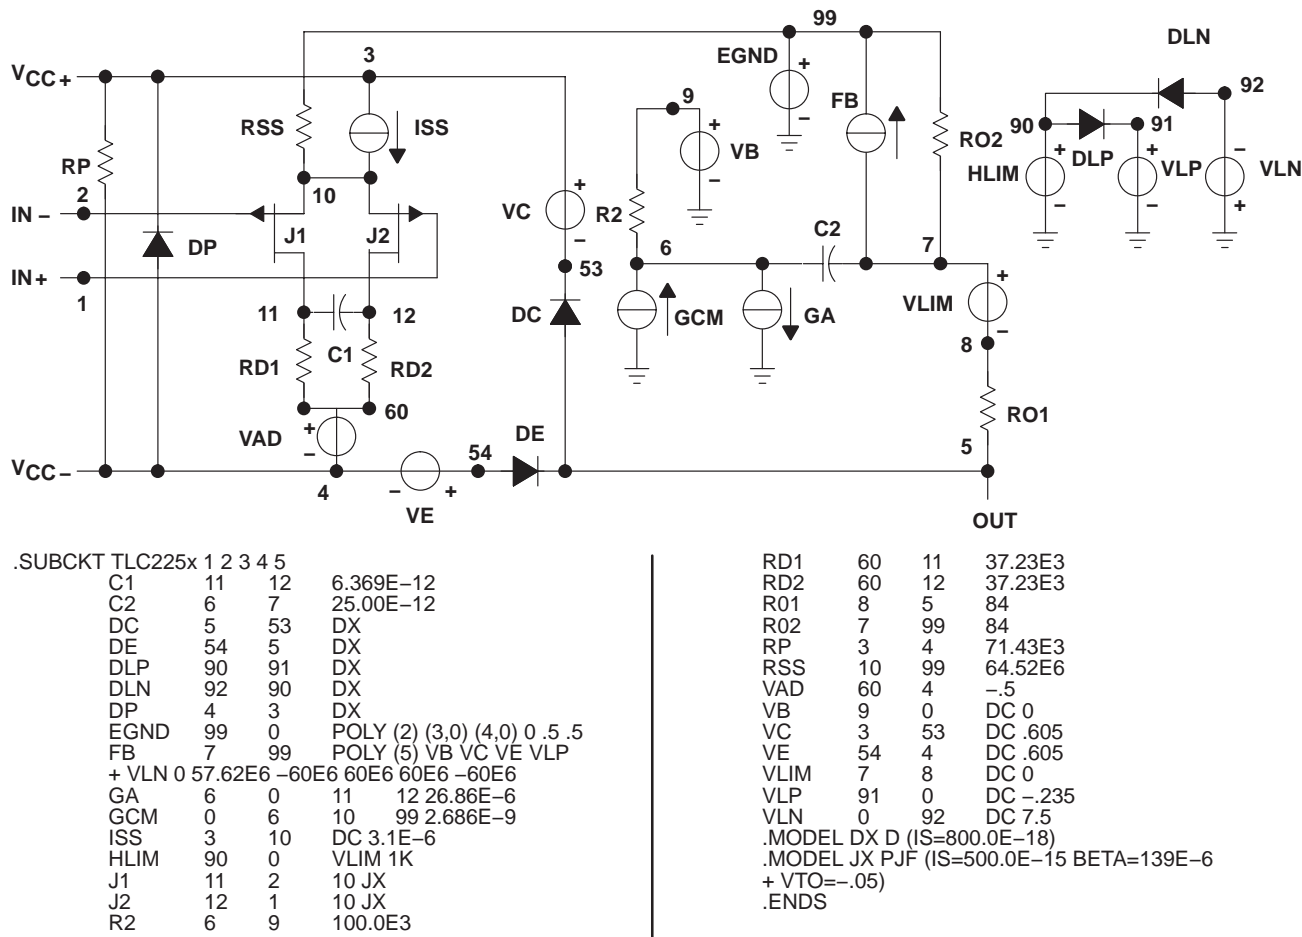 99
DLN
3
VCC+
EGND
+
–
9
FB
92
RSS
ISS
+
–
VB
RO2
90
91
DLP
RP
2
10
HLIM
+
–
+
–
VLP
–
+
VLN
IN –
VC
+
–
R2
C2
J1
J2
DP
6
7
IN+
1
53
+
–
VLIM
11
12
DC
GCM
GA
C1
8
RD1
RD2
60
RO1
VAD
+
–
DE
54
5
VCC–
4
–
+
VE
OUT
.SUBCKT TLC225x 1 2 3 4 5
C1 11 12 6.369E–12
C2 6 7 25.00E–12
DC 5 53 DX
DE 54 5 DX
DLP 90 91 DX
DLN 92 90 DX
DP 4 3 DX
EGND 99 0 POLY (2) (3,0) (4,0) 0 .5 .5
FB 7 99 POLY (5) VB VC VE VLP
+ VLN 0 57.62E6 –60E6 60E6 60E6 –60E6
GA 6 0 11 12 26.86E–6
GCM 0 6 10 99 2.686E–9
ISS 3 10 DC 3.1E–6
HLIM 90 0 VLIM 1K
J1 11 2 10 JX
J2 12 1 10 JX
R2 6 9 100.0E3
RD1 60 11 37.23E3
RD2 60 12 37.23E3
R01 8 5 84
R02 7 99 84
RP 3 4 71.43E3
RSS 10 99 64.52E6
VAD 60 4 –.5
VB 9 0 DC 0
VC 3 53 DC .605
VE 54 4 DC .605
VLIM 7 8 DC 0
VLP 91 0 DC –.235
VLN 0 92 DC 7.5
.MODEL DX D (IS=800.0E–18)
.MODEL JX PJF (IS=500.0E–15 BETA=139E–6
+ VTO=–.05)
.ENDS